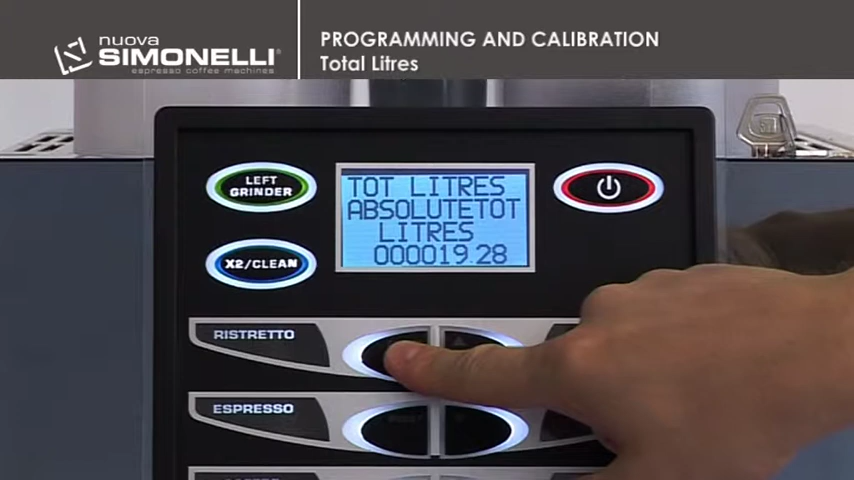 nuova
SIMONELLI
espresso coffee machines
PROGRAMMING AND CALIBRATION
Total Litres
LEFT
GRINDER
X2/CLEAN
TOT LITRES
ABSOLUTETOT
LITRES
000019.28
RISTRETTO
ESPRESSO